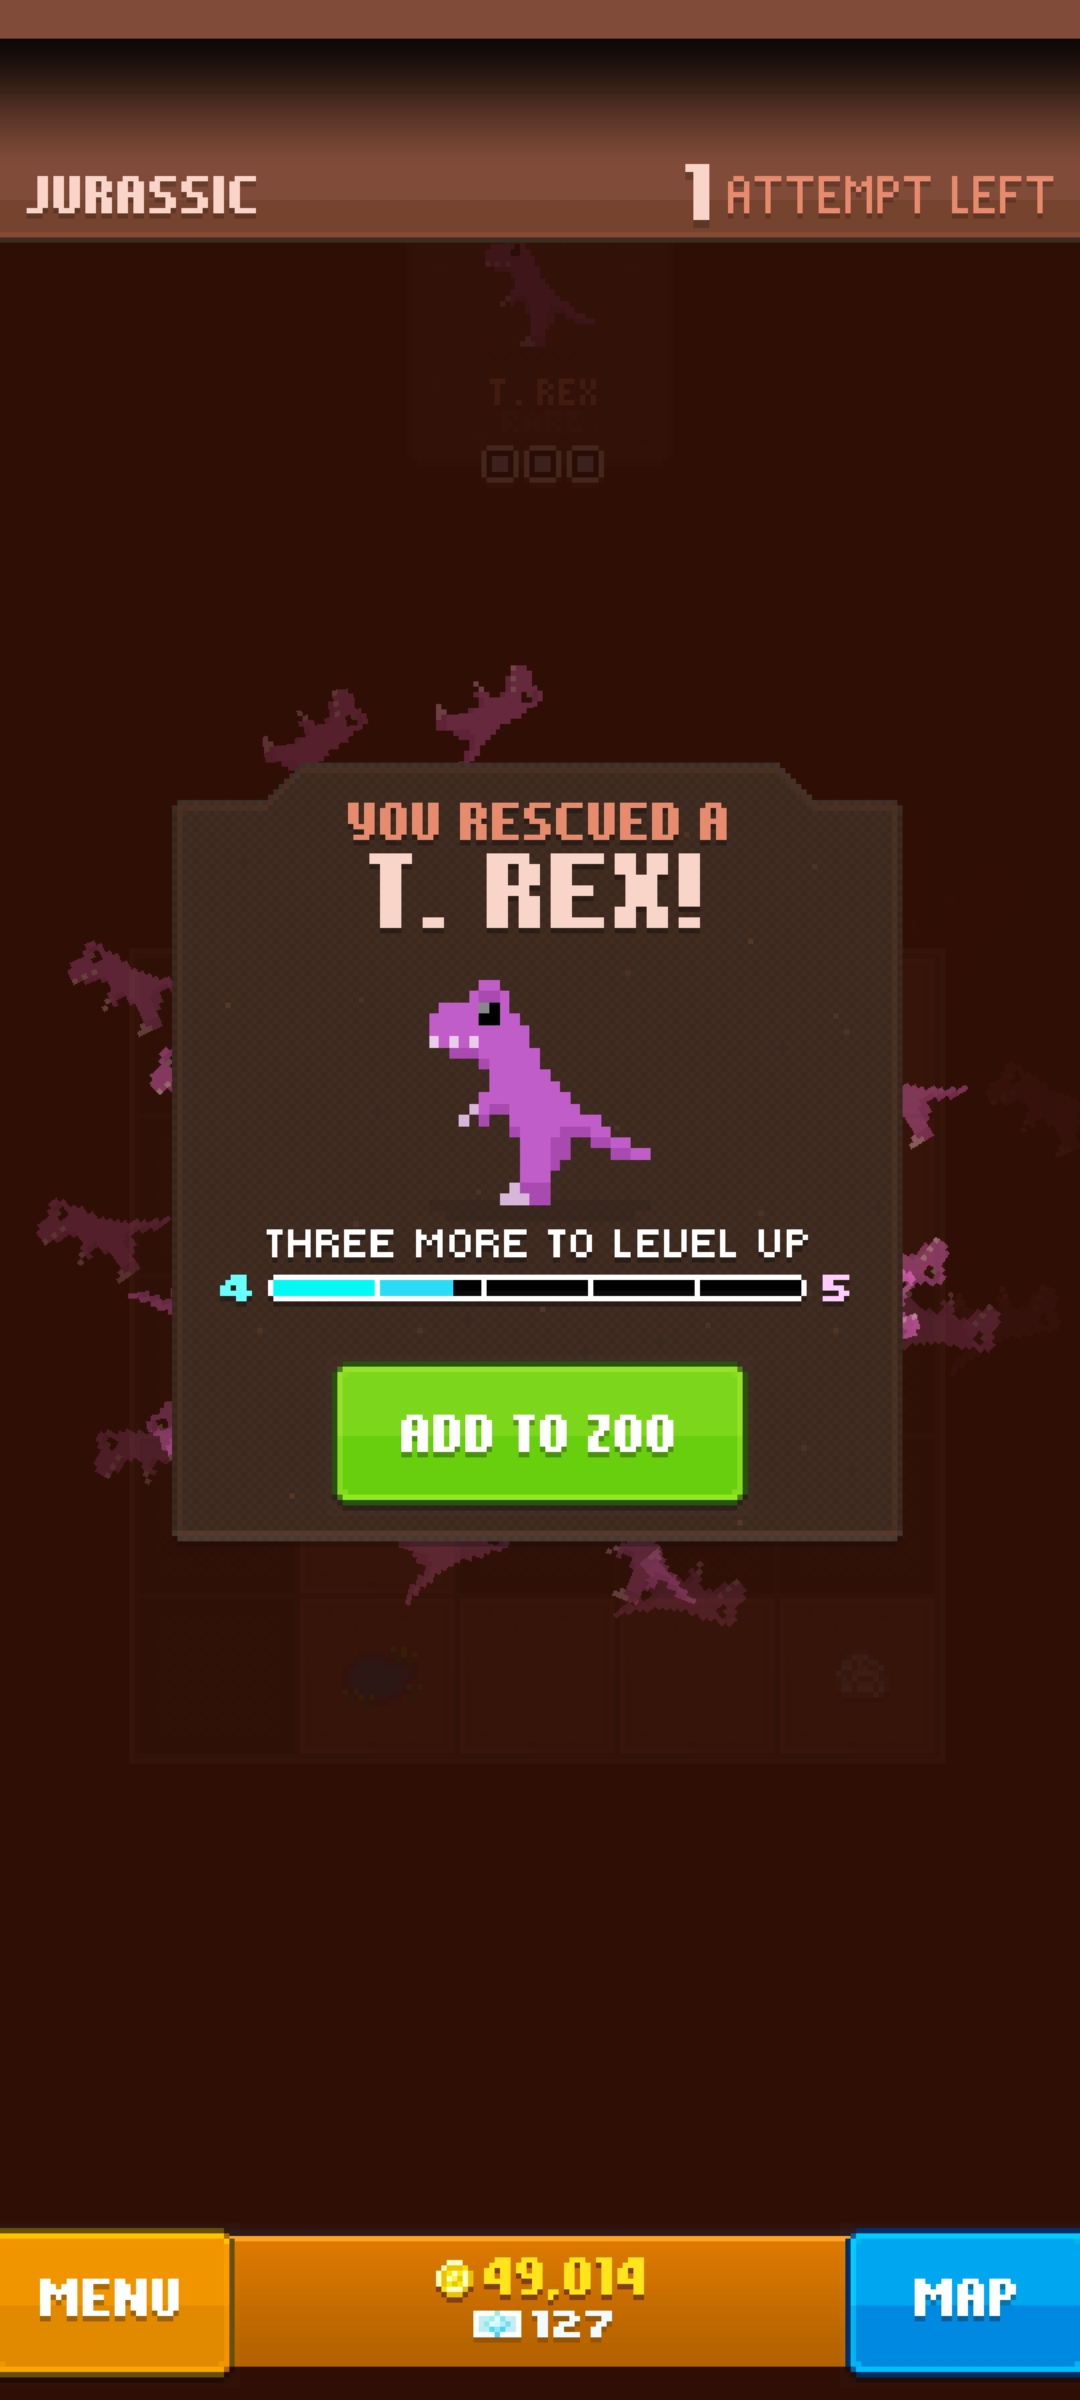 JURASSIC
1 ATTEMPT LEFT
T. REX
RARE
YOU RESCUED A
T. REX!
THREE MORE TO LEVEL UP
4 5
ADD TO ZOO
MENU
49,014
127
MAP